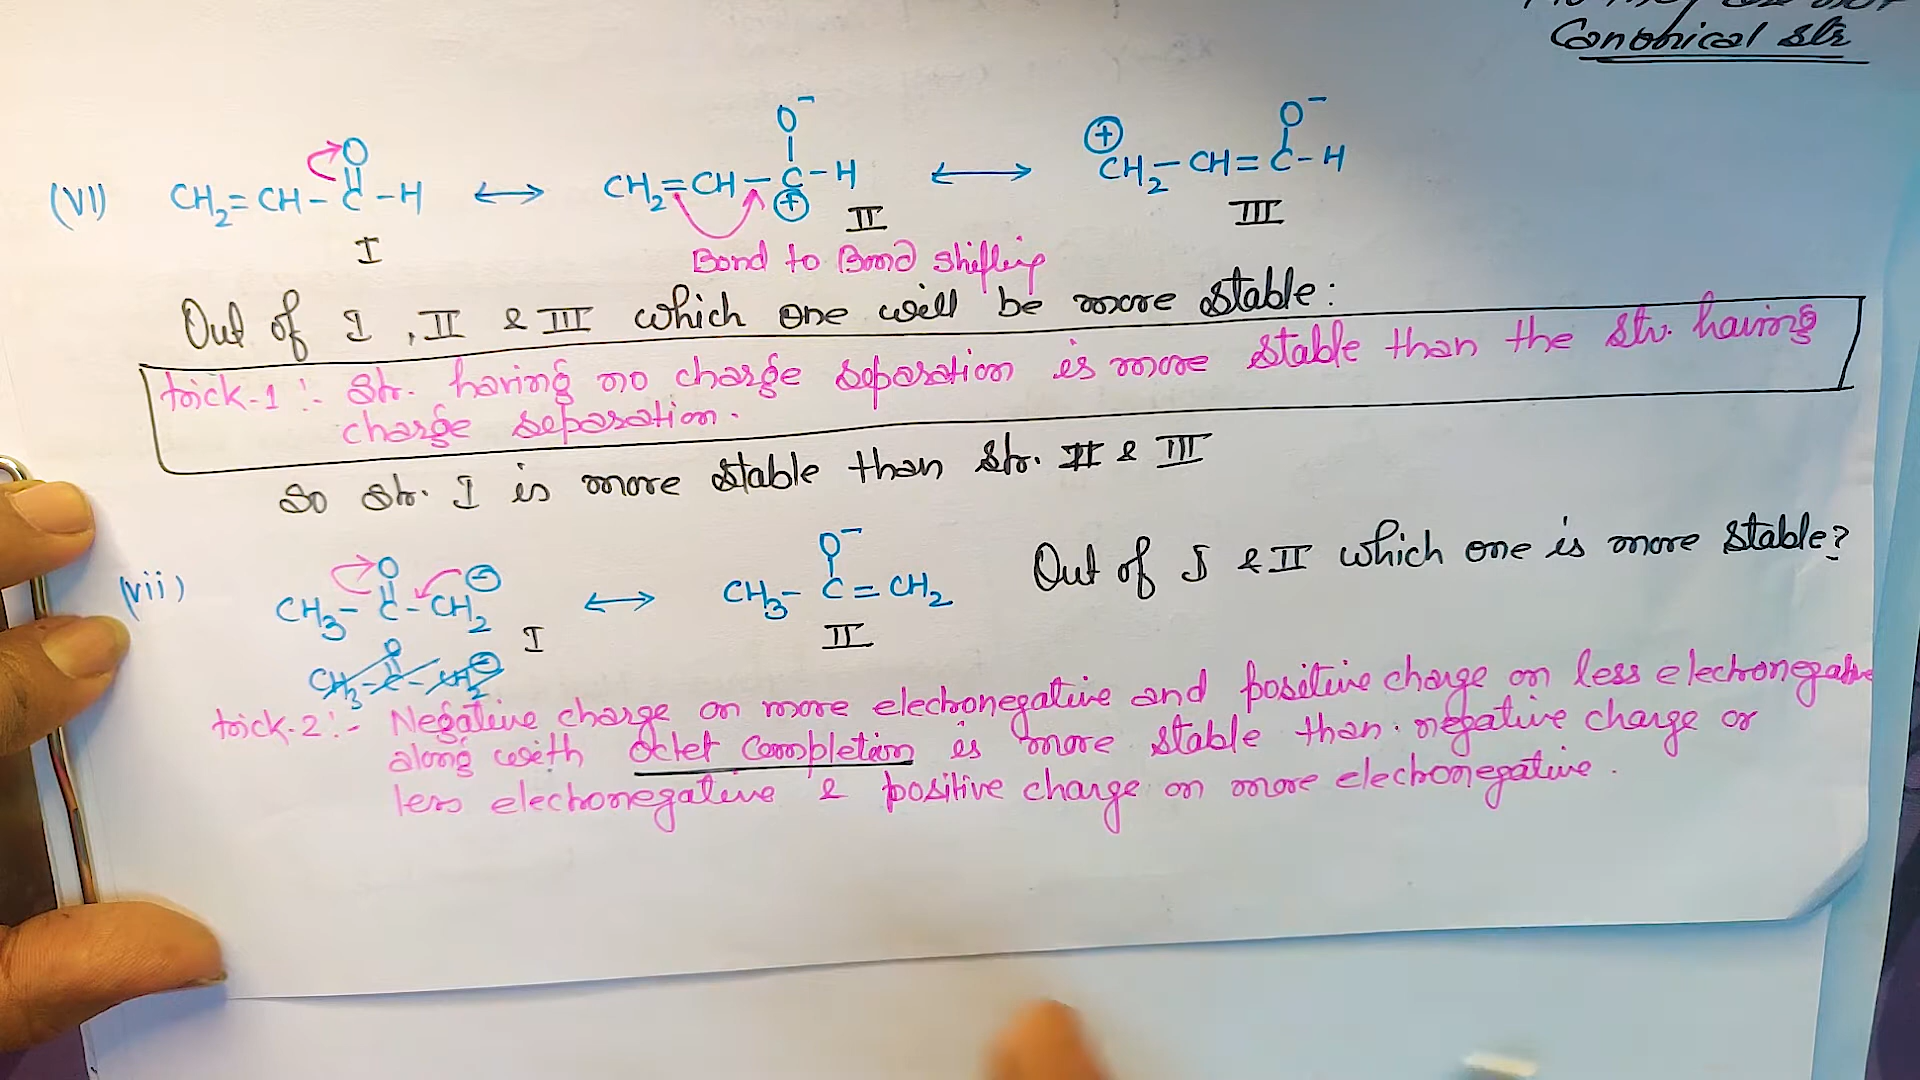 Canonical str
(VI) CH2=CH-C-H ⟷ CH2=CH-C-H ⟷ CH2-CH=C-H
O O⁻ ⊕ ⊕ O⁻
I II III
Bond to Bond shifting
Out of I, II & III which one will be more stable:
trick-1:- Str. having no charge separation is more stable than the str. having
charge separation.
So str. I is more stable than str. II & III
(vii) CH3-C-CH2 ⟷ CH3-C=CH2 Out of I & II which one is more stable?
O ⊖ O⁻
I II
trick-2:- Negative charge on more electronegative and positive charge on less electronegative
along with octet completion is more stable than negative charge or
less electronegative & positive charge on more electronegative.